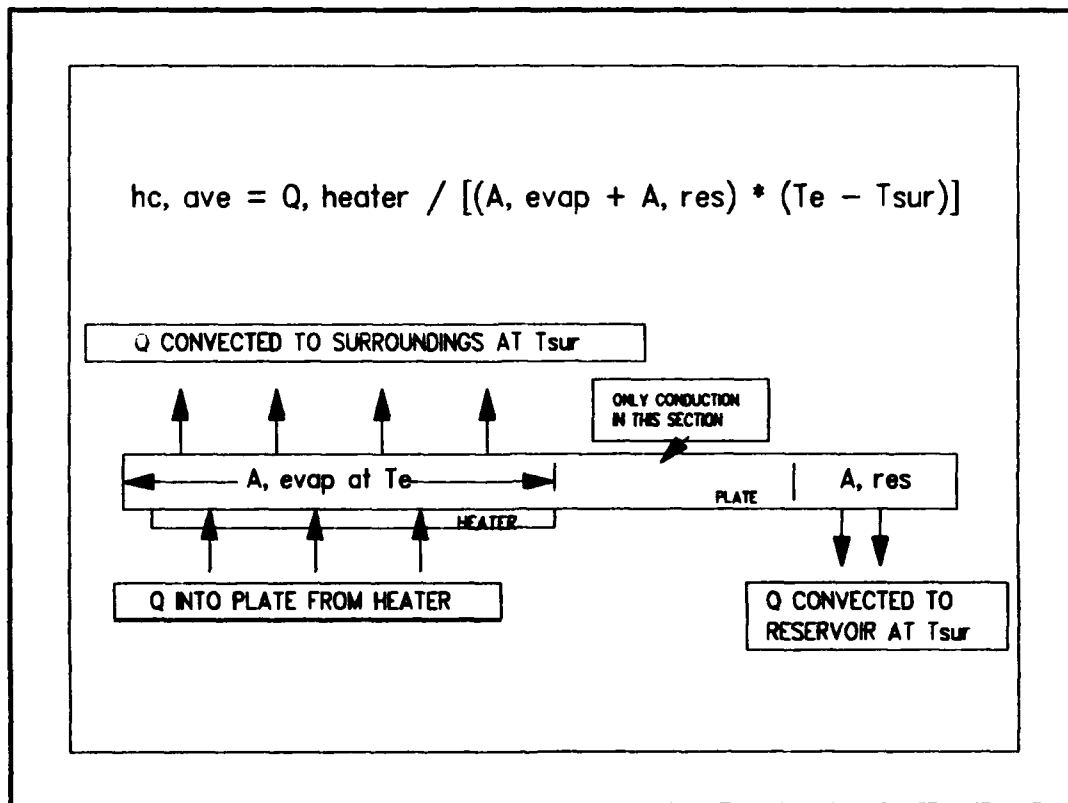 hc, ave = Q, heater / [(A, evap + A, res) * (Te − Tsur)]
Q CONVECTED TO SURROUNDINGS AT Tsur
ONLY CONDUCTION
IN THIS SECTION
A, evap at Te
PLATE
A, res
HEATER
Q INTO PLATE FROM HEATER
Q CONVECTED TO
RESERVOIR AT Tsur